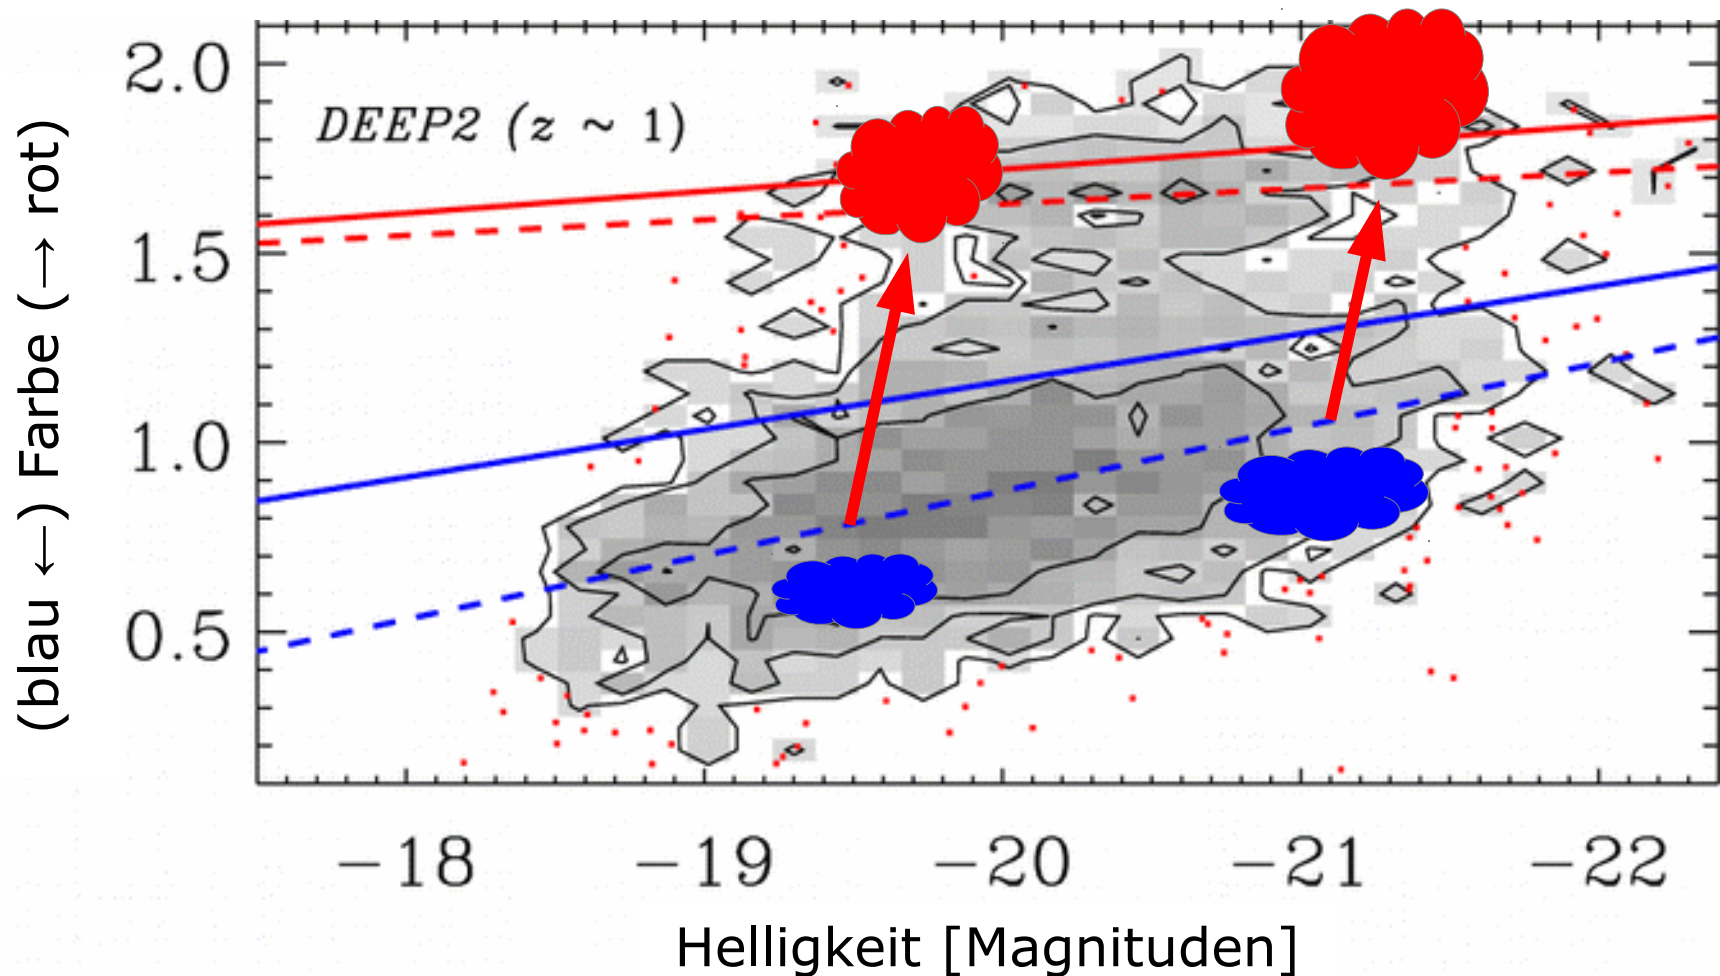 2.0
1.5
1.0
0.5
DEEP2 (z ~ 1)
(blau ←) Farbe (→ rot)
−18 −19 −20 −21 −22
Helligkeit [Magnituden]